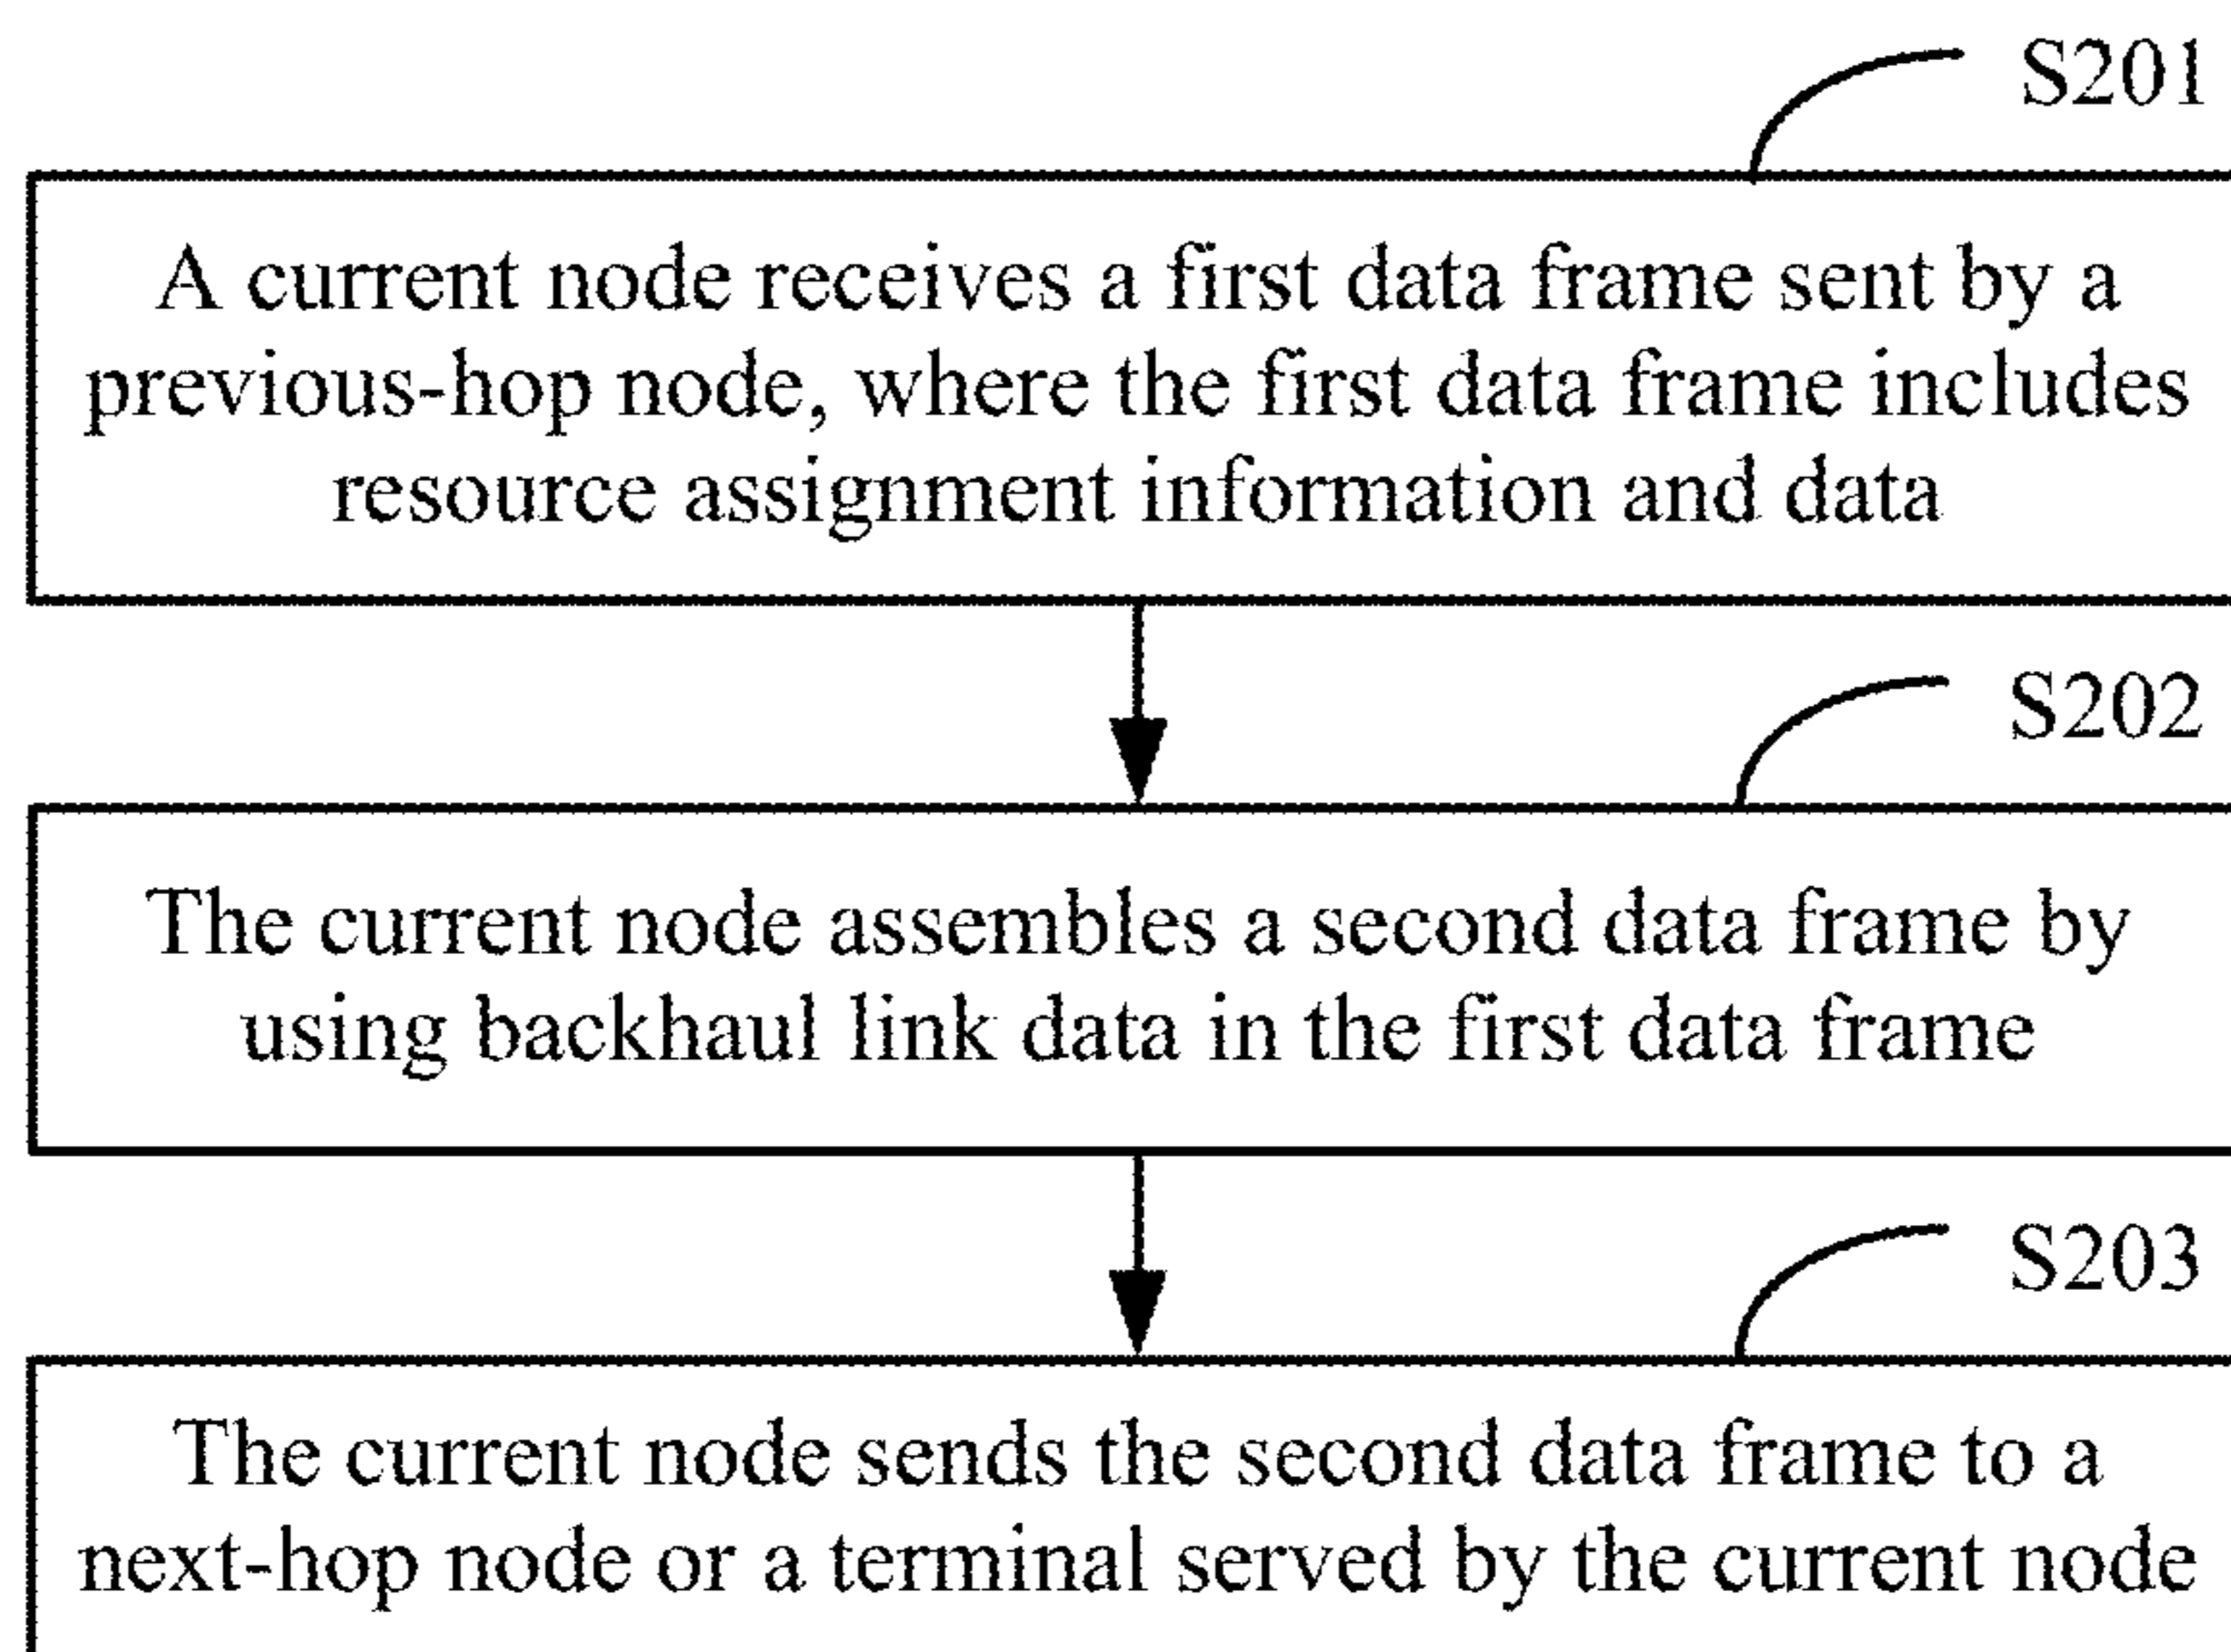 S201
A current node receives a first data frame sent by a
previous-hop node, where the first data frame includes
resource assignment information and data
S202
The current node assembles a second data frame by
using backhaul link data in the first data frame
S203
The current node sends the second data frame to a
next-hop node or a terminal served by the current node